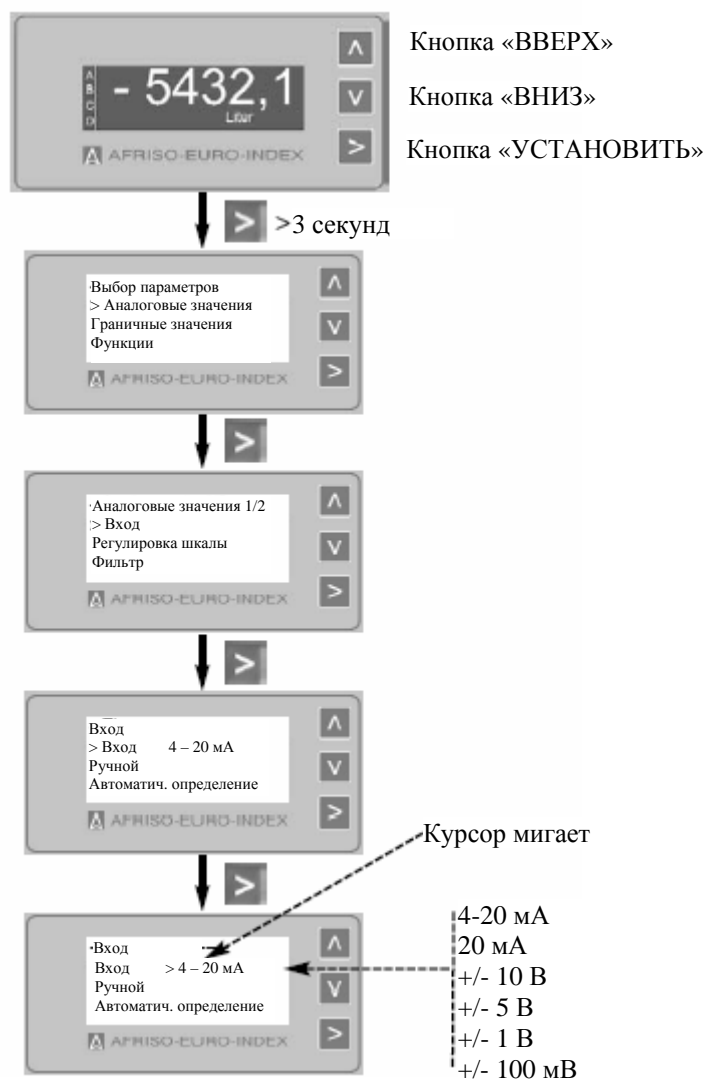 A
B
C
D
- 5432,1
Liter
AFRISO-EURO-INDEX
Кнопка «ВВЕРХ»
Кнопка «ВНИЗ»
Кнопка «УСТАНОВИТЬ»
>3 секунд
Выбор параметров
> Аналоговые значения
Граничные значения
Функции
AFRISO-EURO-INDEX
Аналоговые значения 1/2
> Вход
Регулировка шкалы
Фильтр
AFRISO-EURO-INDEX
Вход
> Вход 4 – 20 мА
Ручной
Автоматич. определение
AFRISO-EURO-INDEX
Курсор мигает
Вход
Вход > 4 – 20 мА
Ручной
Автоматич. определение
AFRISO-EURO-INDEX
4-20 мА
20 мА
+/- 10 В
+/- 5 В
+/- 1 В
+/- 100 мВ